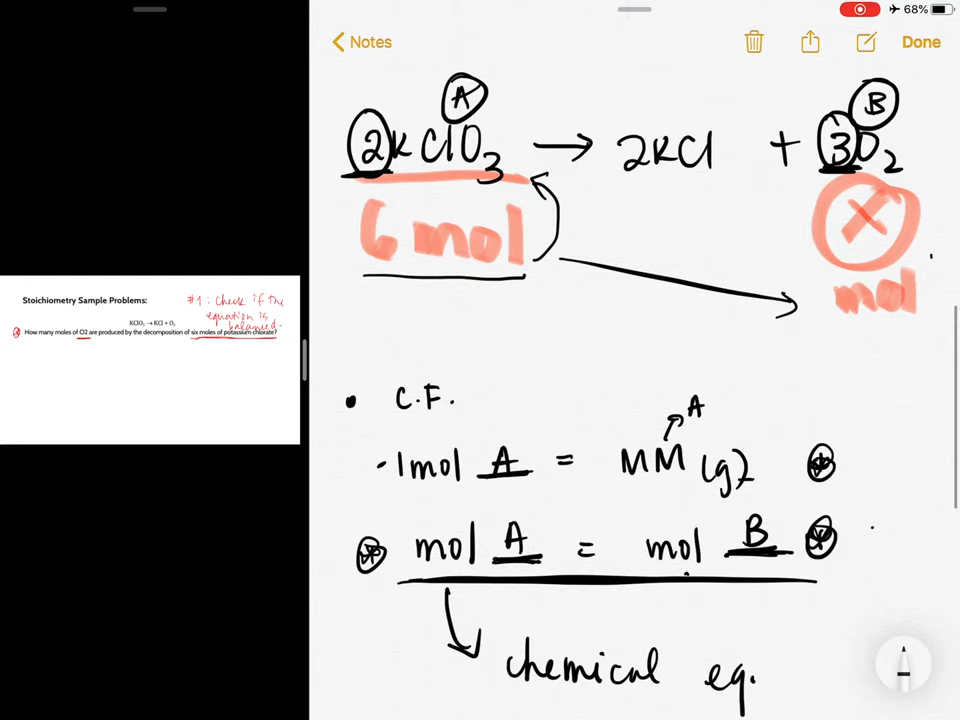 68%
Notes
Done
A
B
2KClO3 → 2KCl + 3O2
6 mol
X
mol
• C.F.
A
· 1mol A = MM (g)
mol A = mol B
chemical eq.
Stoichiometry Sample Problems:
#1: Check if the
equation is
balanced.
KClO3 → KCl + O2
How many moles of O2 are produced by the decomposition of six moles of potassium chlorate?